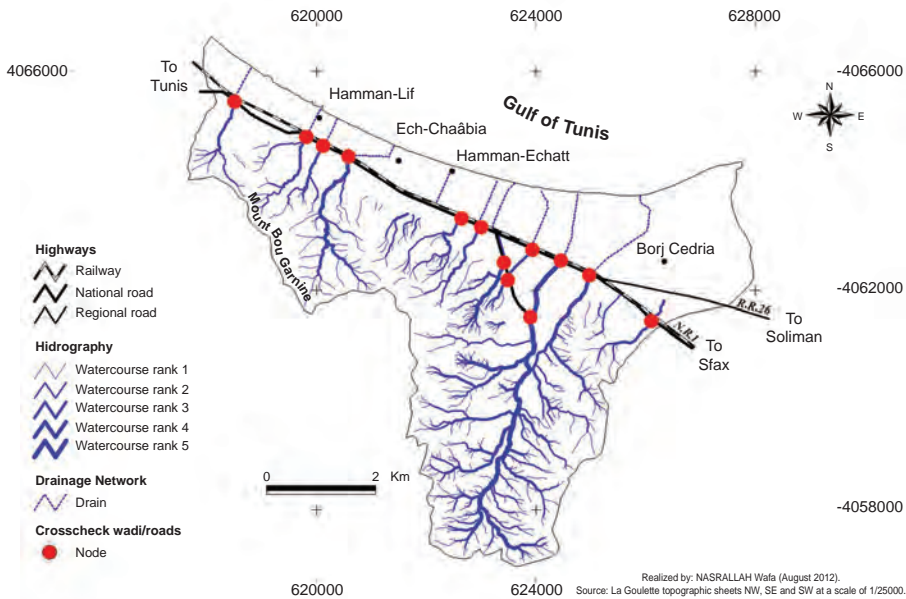 620000
624000
628000
4066000
-4066000
To
Tunis
Hamman-Lif
Ech-Chaâbia
Gulf of Tunis
N
W
E
S
Hamman-Echatt
Mount Bou Garnine
Borj Cedria
-4062000
R.R.26
To
Soliman
N.R.1
To
Sfax
Highways
Railway
National road
Regional road
Hidrography
Watercourse rank 1
Watercourse rank 2
Watercourse rank 3
Watercourse rank 4
Watercourse rank 5
Drainage Network
Drain
Crosscheck wadi/roads
Node
0
2
Km
-4058000
620000
624000
Realized by: NASRALLAH Wafa (August 2012).
Source: La Goulette topographic sheets NW, SE and SW at a scale of 1/25000.